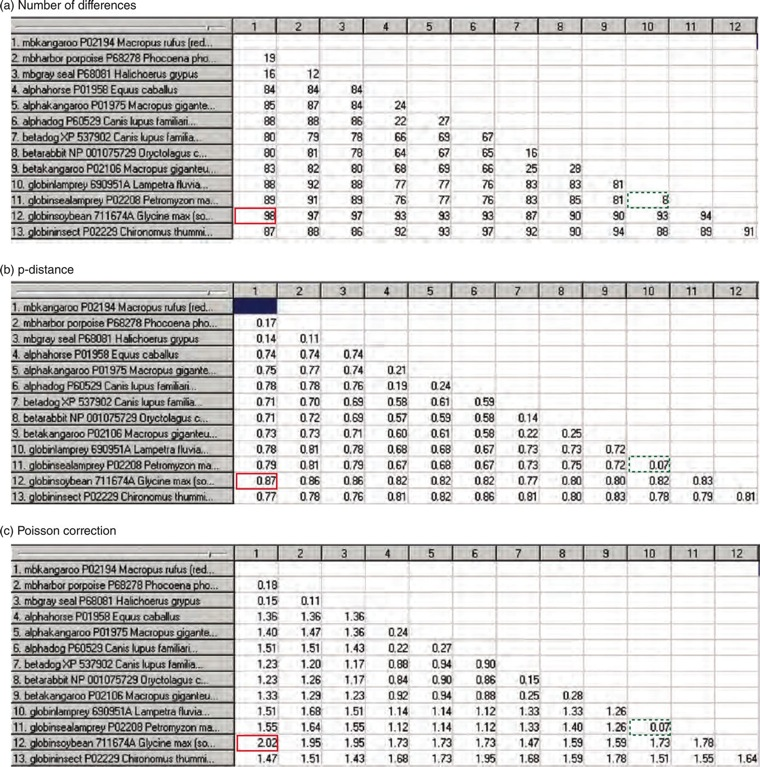 (a) Number of differences
1 2 3 4 5 6 7 8 9 10 11 12
1. mbkangaroo P02194 Macropus rufus (red...
2. mbharbor porpoise P68278 Phocoena pho... 19
3. mbgray seal P68081 Halichoerus grypus 16 12
4. alphahorse P01958 Equus caballus 84 84 84
5. alphakangaroo P01975 Macropus gigante... 85 87 84 24
6. alphadog P60529 Canis lupus familiari... 88 88 86 22 27
7. betadog XP 537902 Canis lupus familia... 80 79 78 66 69 67
8. betarabbit NP 001075729 Oryctolagus c... 80 81 78 64 67 65 16
9. betakangaroo P02106 Macropus giganteu... 83 82 80 68 69 66 25 28
10. globinlamprey 690951A Lampetra fluvia... 88 92 88 77 77 76 83 83 81
11. globinsealamprey P02208 Petromyzon ma... 89 91 89 76 77 76 83 85 81 8
12. globinsoybean 711674A Glycine max (so... 98 97 97 93 93 93 87 90 90 93 94
13. globininsect P02229 Chironomus thummi... 87 88 86 92 93 97 92 90 94 88 89 91
(b) p-distance
1 2 3 4 5 6 7 8 9 10 11 12
1. mbkangaroo P02194 Macropus rufus (red...
2. mbharbor porpoise P68278 Phocoena pho... 0.17
3. mbgray seal P68081 Halichoerus grypus 0.14 0.11
4. alphahorse P01958 Equus caballus 0.74 0.74 0.74
5. alphakangaroo P01975 Macropus gigante... 0.75 0.77 0.74 0.21
6. alphadog P60529 Canis lupus familiari... 0.78 0.78 0.76 0.19 0.24
7. betadog XP 537902 Canis lupus familia... 0.71 0.70 0.69 0.58 0.61 0.59
8. betarabbit NP 001075729 Oryctolagus c... 0.71 0.72 0.69 0.57 0.59 0.58 0.14
9. betakangaroo P02106 Macropus giganteu... 0.73 0.73 0.71 0.60 0.61 0.58 0.22 0.25
10. globinlamprey 690951A Lampetra fluvia... 0.78 0.81 0.78 0.68 0.68 0.67 0.73 0.73 0.72
11. globinsealamprey P02208 Petromyzon ma... 0.79 0.81 0.79 0.67 0.68 0.67 0.73 0.75 0.72 0.07
12. globinsoybean 711674A Glycine max (so... 0.87 0.86 0.86 0.82 0.82 0.82 0.77 0.80 0.80 0.82 0.83
13. globininsect P02229 Chironomus thummi... 0.77 0.78 0.76 0.81 0.82 0.86 0.81 0.80 0.83 0.78 0.79 0.81
(c) Poisson correction
1 2 3 4 5 6 7 8 9 10 11 12
1. mbkangaroo P02194 Macropus rufus (red...
2. mbharbor porpoise P68278 Phocoena pho... 0.18
3. mbgray seal P68081 Halichoerus grypus 0.15 0.11
4. alphahorse P01958 Equus caballus 1.36 1.36 1.36
5. alphakangaroo P01975 Macropus gigante... 1.40 1.47 1.36 0.24
6. alphadog P60529 Canis lupus familiari... 1.51 1.51 1.43 0.22 0.27
7. betadog XP 537902 Canis lupus familia... 1.23 1.20 1.17 0.88 0.94 0.90
8. betarabbit NP 001075729 Oryctolagus c... 1.23 1.26 1.17 0.84 0.90 0.86 0.15
9. betakangaroo P02106 Macropus giganteu... 1.33 1.29 1.23 0.92 0.94 0.88 0.25 0.28
10. globinlamprey 690951A Lampetra fluvia... 1.51 1.68 1.51 1.14 1.14 1.12 1.33 1.33 1.26
11. globinsealamprey P02208 Petromyzon ma... 1.55 1.64 1.55 1.12 1.14 1.12 1.33 1.40 1.26 0.07
12. globinsoybean 711674A Glycine max (so... 2.02 1.95 1.95 1.73 1.73 1.73 1.47 1.59 1.59 1.73 1.78
13. globininsect P02229 Chironomus thummi... 1.47 1.51 1.43 1.68 1.73 1.95 1.68 1.59 1.78 1.51 1.55 1.64